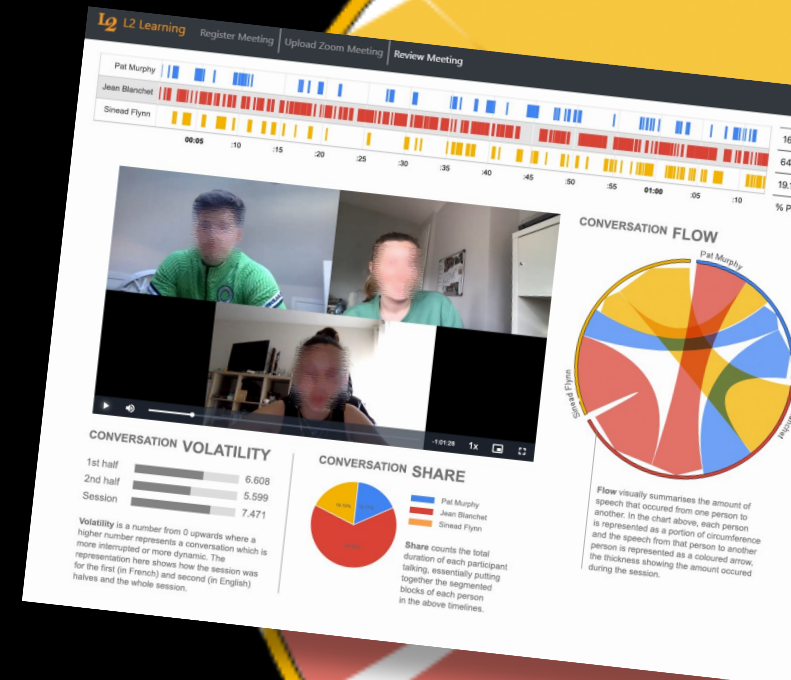 L2 L2 Learning
Register Meeting
Upload Zoom Meeting
Review Meeting
Pat Murphy
Jean Blanchet
Sinead Flynn
00:05 :10 :15 :20 :25 :30 :35 :40 :45 :50 :55 01:00 :05 :10
16
64
19.1
% P
CONVERSATION FLOW
Pat Murphy
Sinead Flynn
-1:01:26 1x
CONVERSATION VOLATILITY
1st half 6.608
2nd half 5.599
Session 7.471
Volatility is a number from 0 upwards where a
higher number represents a conversation which is
more interrupted or more dynamic. The
representation here shows how the session was
for the first (in French) and second (in English)
halves and the whole session.
CONVERSATION SHARE
Pat Murphy
Jean Blanchet
Sinead Flynn
Share counts the total
duration of each participant
talking, essentially putting
together the segmented
blocks of each person
in the above timelines.
Flow visually summarises the amount of
speech that occured from one person to
another. In the chart above, each person
is represented as a portion of circumference
and the speech from that person to another
person is represented as a coloured arrow,
the thickness showing the amount occured
during the session.